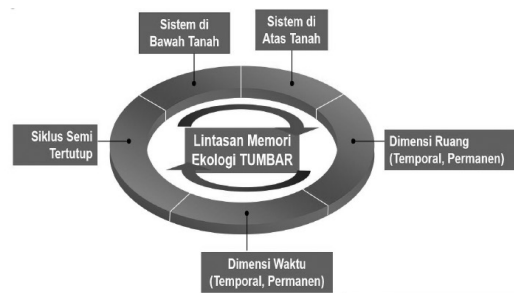 Sistem di
Bawah Tanah
Sistem di
Atas Tanah
Siklus Semi
Tertutup
Lintasan Memori
Ekologi TUMBAR
Dimensi Ruang
(Temporal, Permanen)
Dimensi Waktu
(Temporal, Permanen)